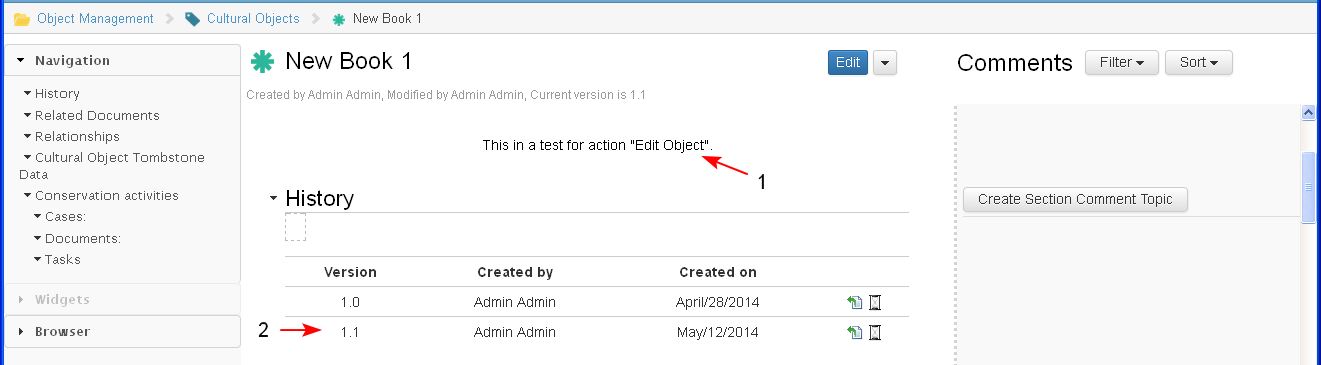 Object Management Cultural Objects New Book 1
Navigation
History
Related Documents
Relationships
Cultural Object Tombstone
Data
Conservation activities
Cases:
Documents:
Tasks
Widgets
Browser
New Book 1
Edit
Created by Admin Admin, Modified by Admin Admin, Current version is 1.1
This in a test for action "Edit Object".
1
History
Version Created by Created on
1.0 Admin Admin April/28/2014
2 1.1 Admin Admin May/12/2014
Comments Filter Sort
Create Section Comment Topic